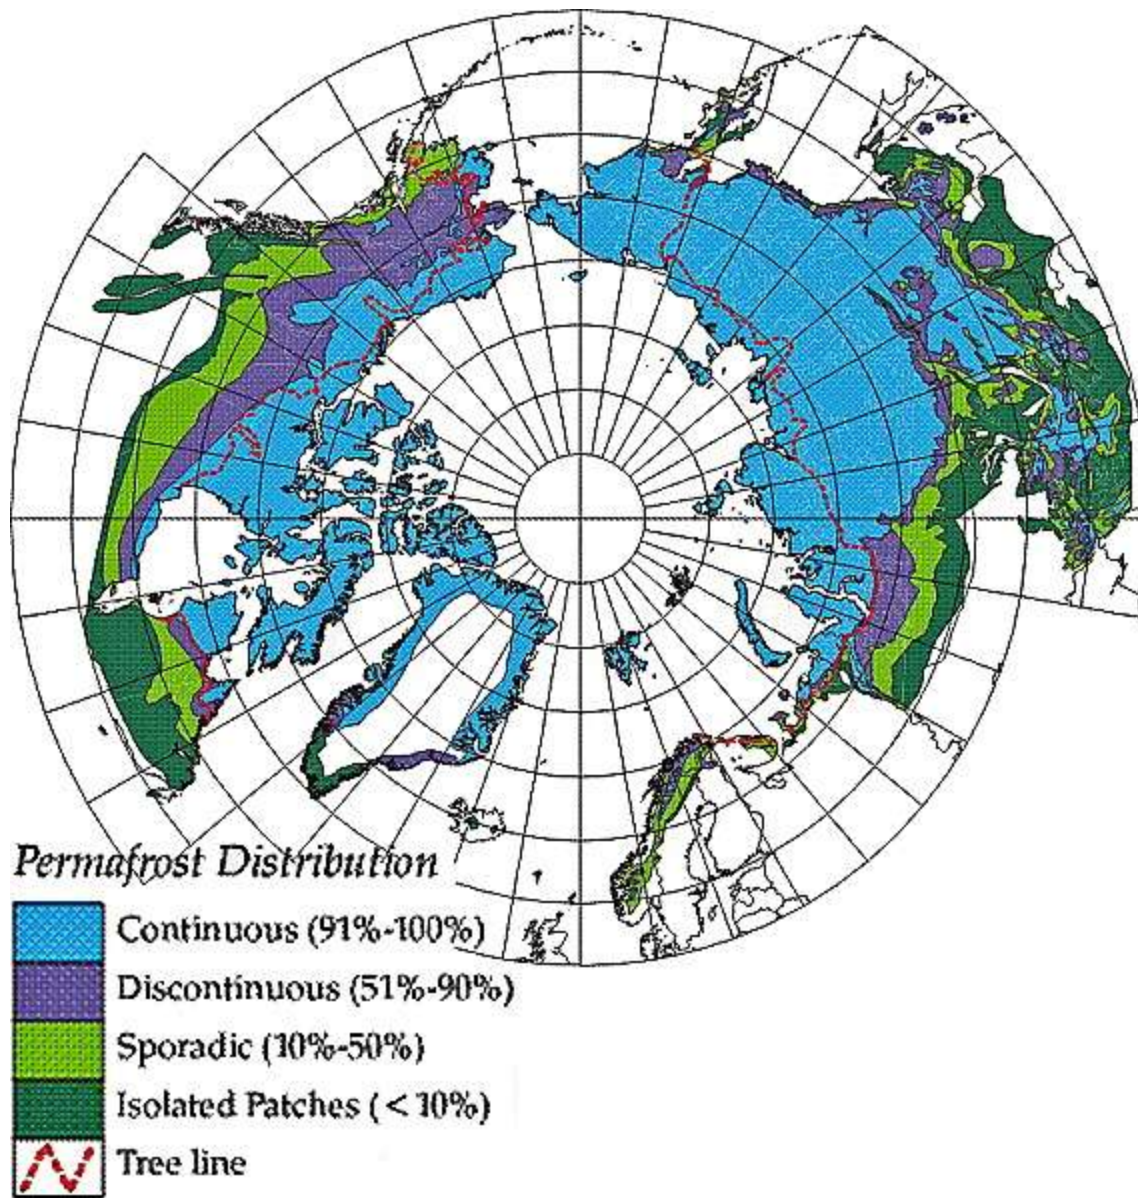 Permafrost Distribution
Continuous (91%-100%)
Discontinuous (51%-90%)
Sporadic (10%-50%)
Isolated Patches (< 10%)
Tree line